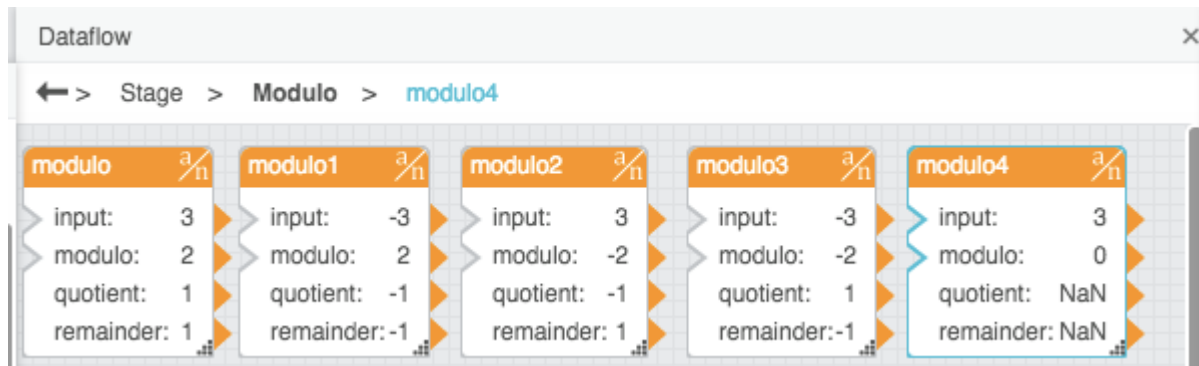 Dataflow ×
> Stage > Modulo > modulo4
modulo a/n modulo1 a/n modulo2 a/n modulo3 a/n modulo4 a/n
input: 3 input: -3 input: 3 input: -3 input: 3
modulo: 2 modulo: 2 modulo: -2 modulo: -2 modulo: 0
quotient: 1 quotient: -1 quotient: -1 quotient: 1 quotient: NaN
remainder: 1 remainder:-1 remainder: 1 remainder:-1 remainder: NaN